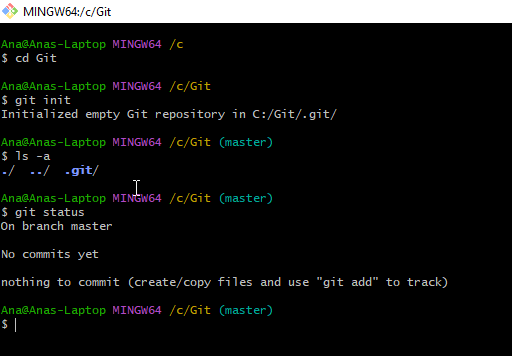 MINGW64:/c/Git
Ana@Anas-Laptop MINGW64 /c
$ cd Git
Ana@Anas-Laptop MINGW64 /c/Git
$ git init
Initialized empty Git repository in C:/Git/.git/
Ana@Anas-Laptop MINGW64 /c/Git (master)
$ ls -a
./  ../  .git/
Ana@Anas-Laptop MINGW64 /c/Git (master)
$ git status
On branch master
No commits yet
nothing to commit (create/copy files and use "git add" to track)
Ana@Anas-Laptop MINGW64 /c/Git (master)
$